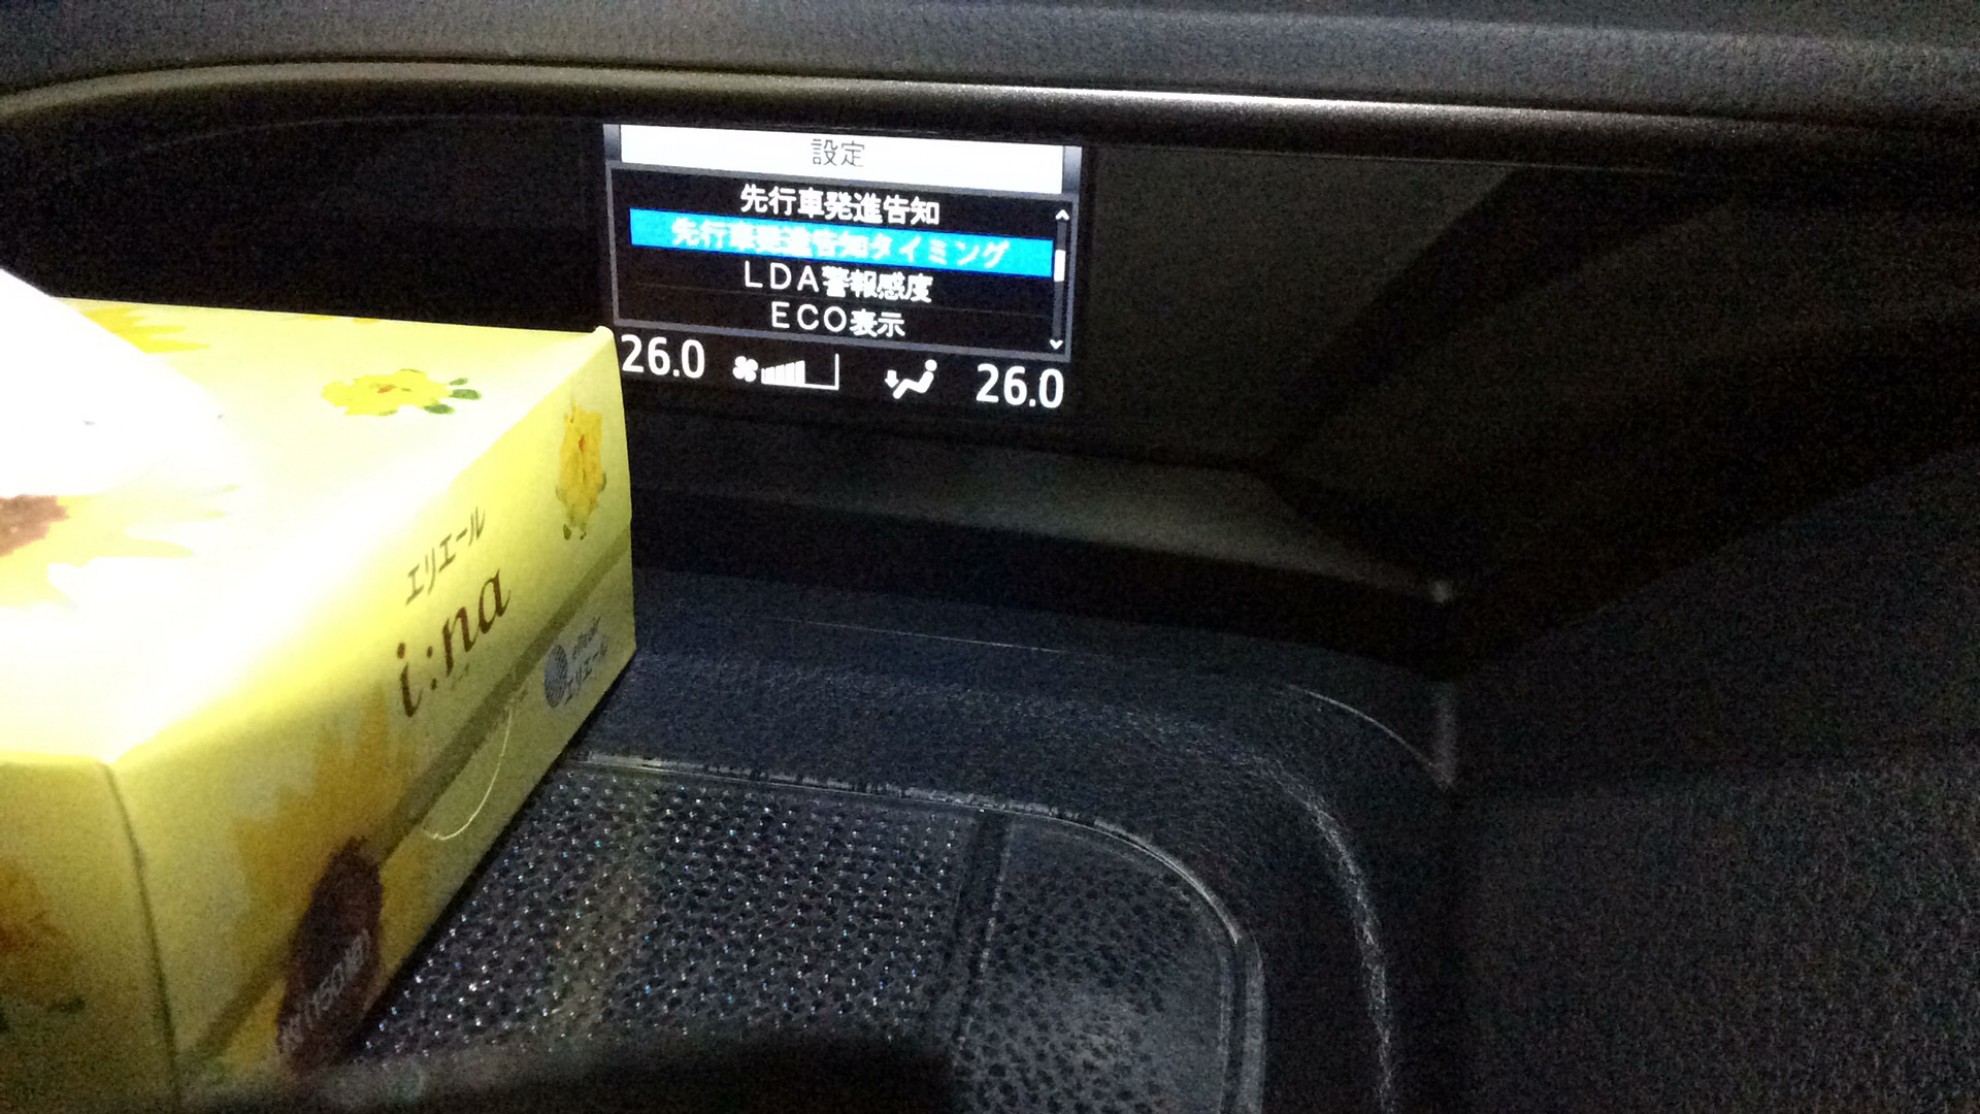 設定
先行車発進告知
先行車発進告知タイミング
LDA警報感度
ECO表示
26.0
26.0
エリエール
i:na
elleair
エリエール